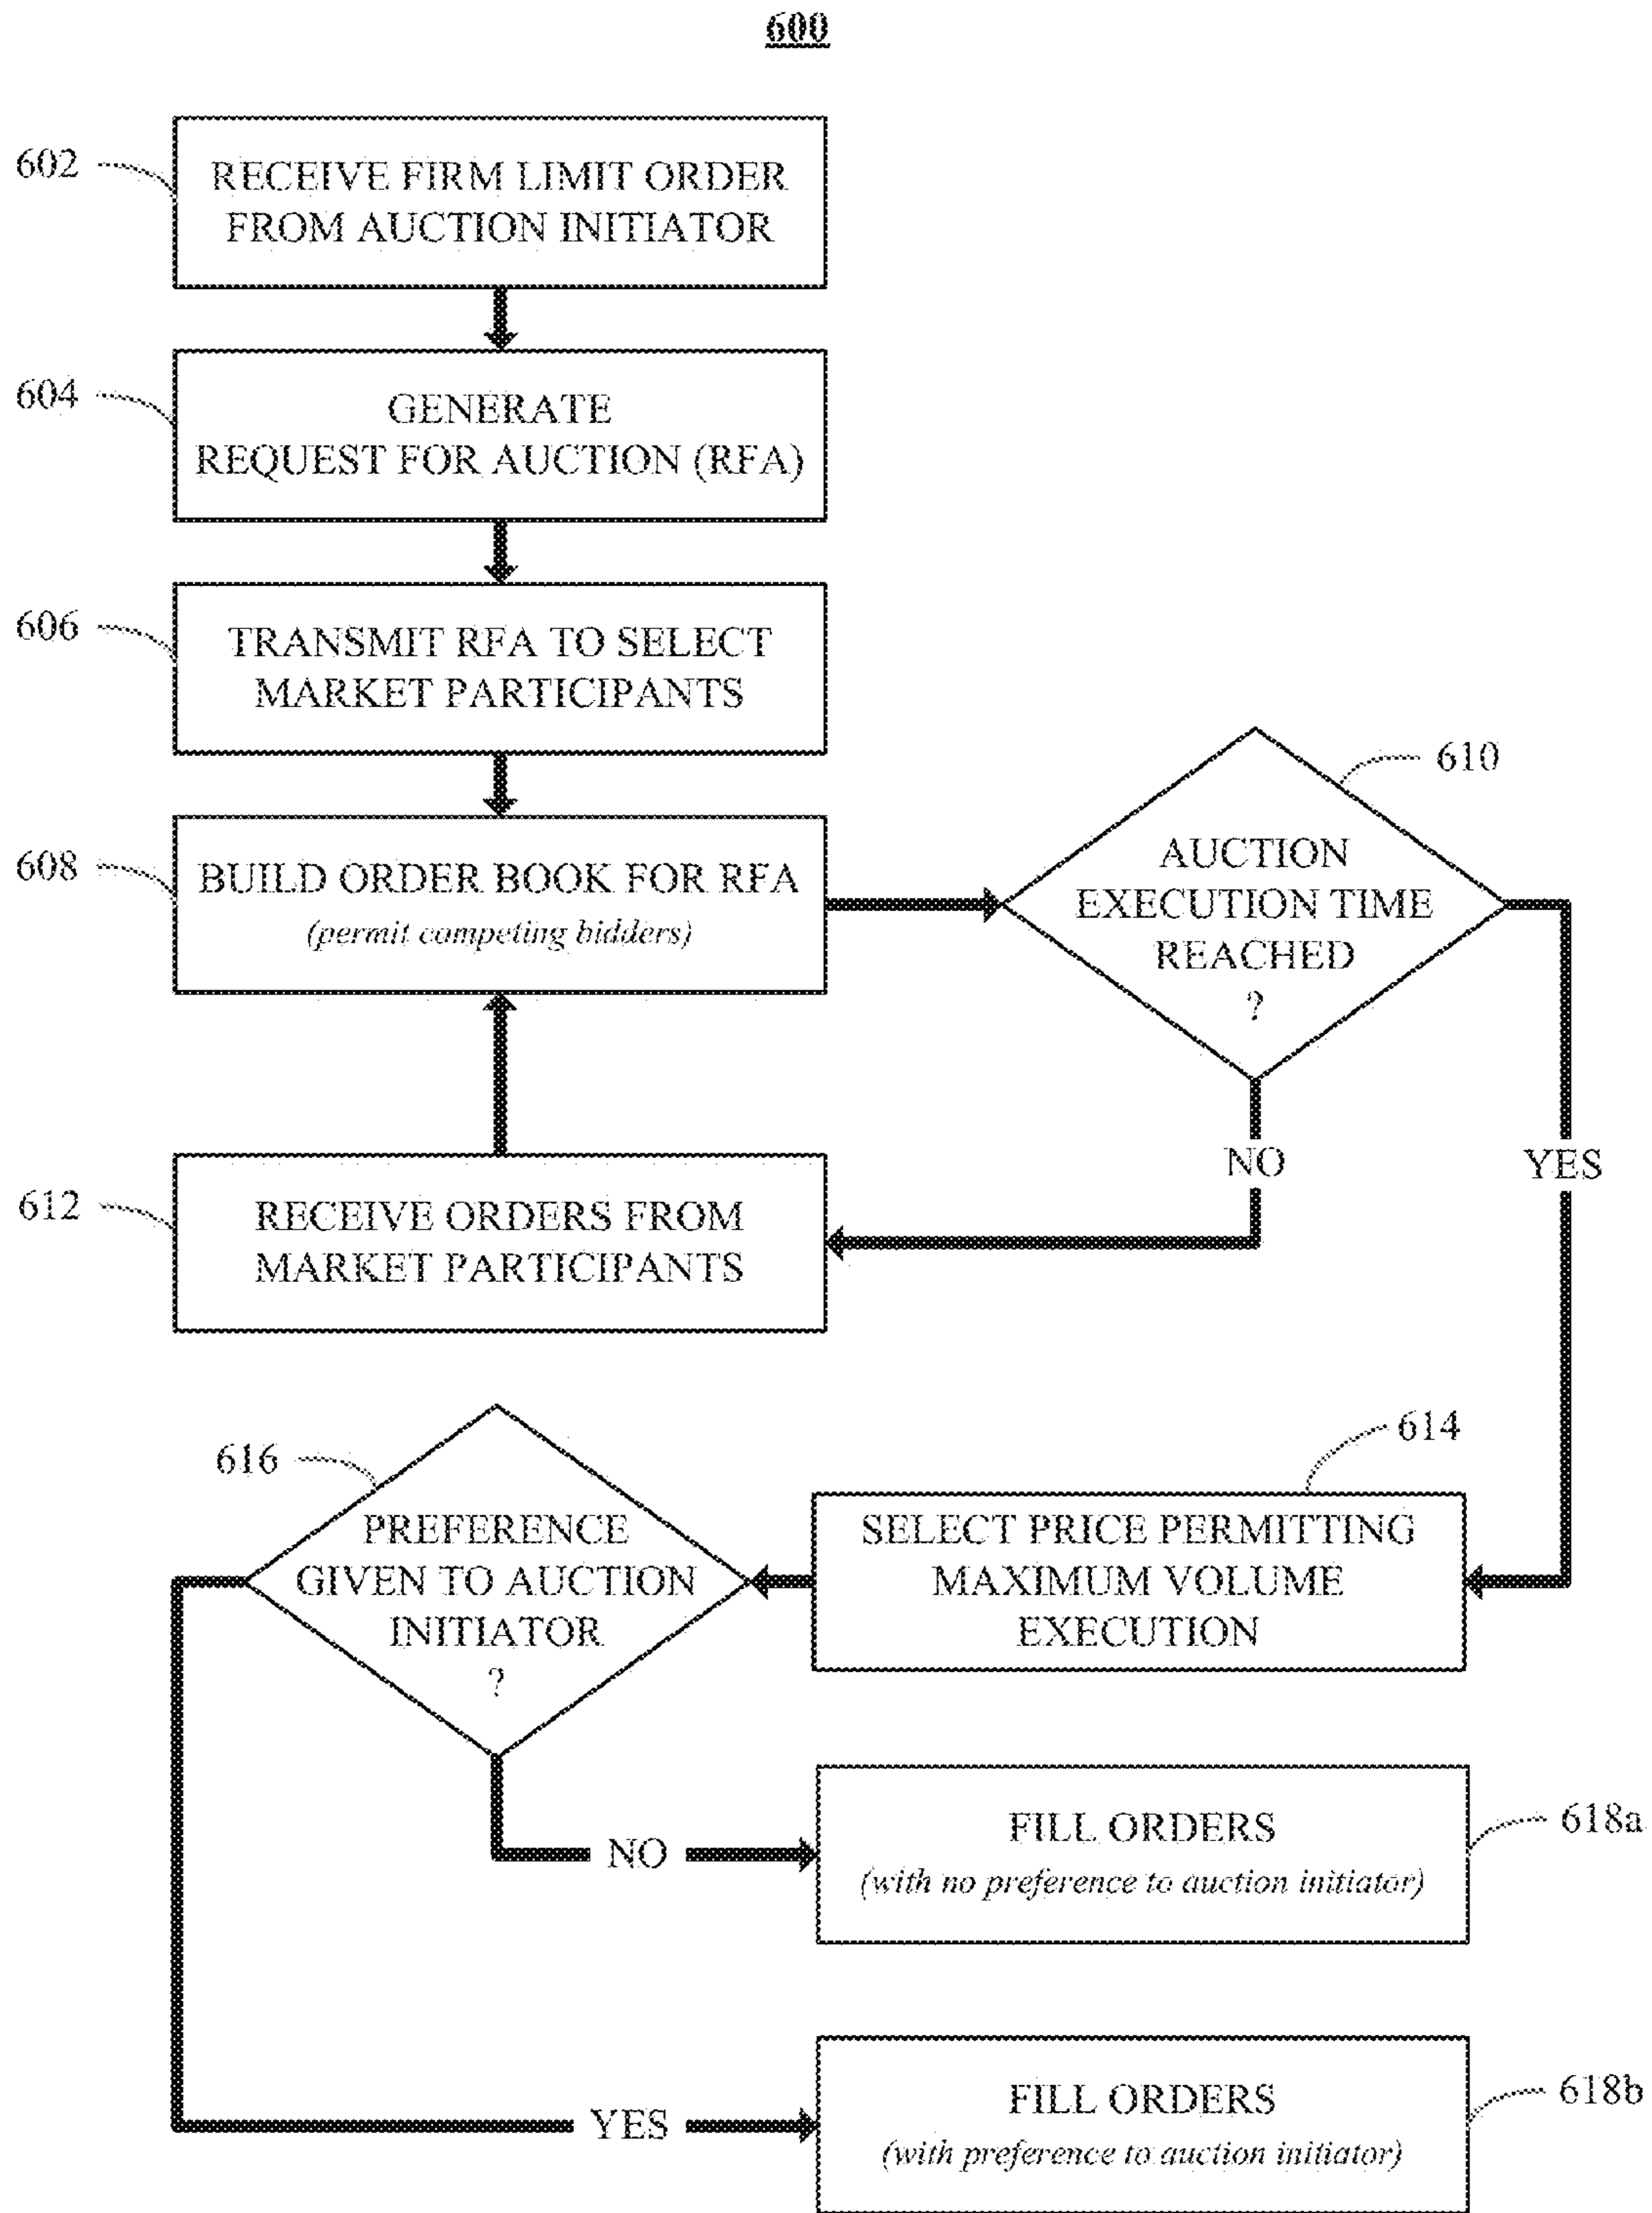 600
602
RECEIVE FIRM LIMIT ORDER
FROM AUCTION INITIATOR
604
GENERATE
REQUEST FOR AUCTION (RFA)
606
TRANSMIT RFA TO SELECT
MARKET PARTICIPANTS
608
BUILD ORDER BOOK FOR RFA
(permit competing bidders)
610
AUCTION
EXECUTION TIME
REACHED
?
NO
YES
612
RECEIVE ORDERS FROM
MARKET PARTICIPANTS
614
SELECT PRICE PERMITTING
MAXIMUM VOLUME
EXECUTION
616
PREFERENCE
GIVEN TO AUCTION
INITIATOR
?
NO
FILL ORDERS
(with no preference to auction initiator)
618a
YES
FILL ORDERS
(with preference to auction initiator)
618b